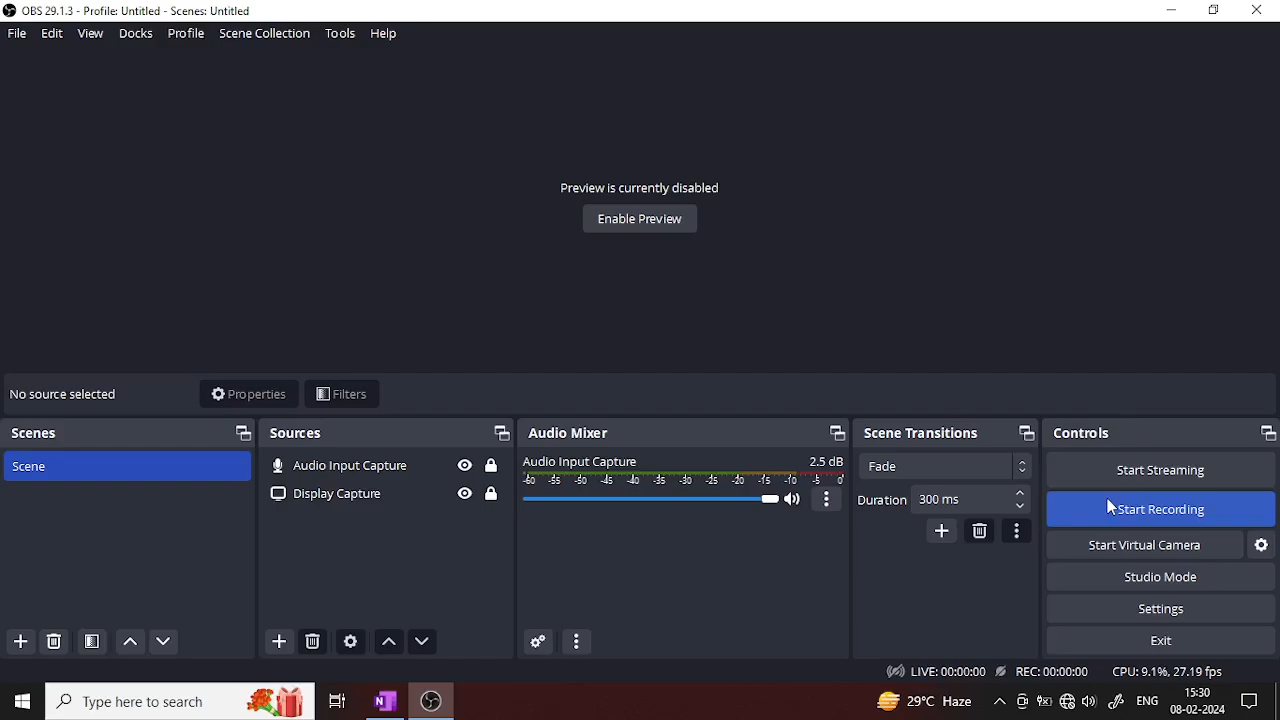 OBS 29.1.3 - Profile: Untitled - Scenes: Untitled
File Edit View Docks Profile Scene Collection Tools Help
Preview is currently disabled
Enable Preview
No source selected Properties Filters
Scenes
Scene
Sources
Audio Input Capture
Display Capture
Audio Mixer
Audio Input Capture 2.5 dB
-60 -55 -50 -45 -40 -35 -30 -25 -20 -15 -10 -5 0
Scene Transitions
Fade
Duration 300 ms
Controls
Start Streaming
Start Recording
Start Virtual Camera
Studio Mode
Settings
Exit
LIVE: 00:00:00 REC: 00:00:00 CPU: 9.1%, 27.19 fps
Type here to search
N
29°C Haze
ENG
15:30
08-02-2024